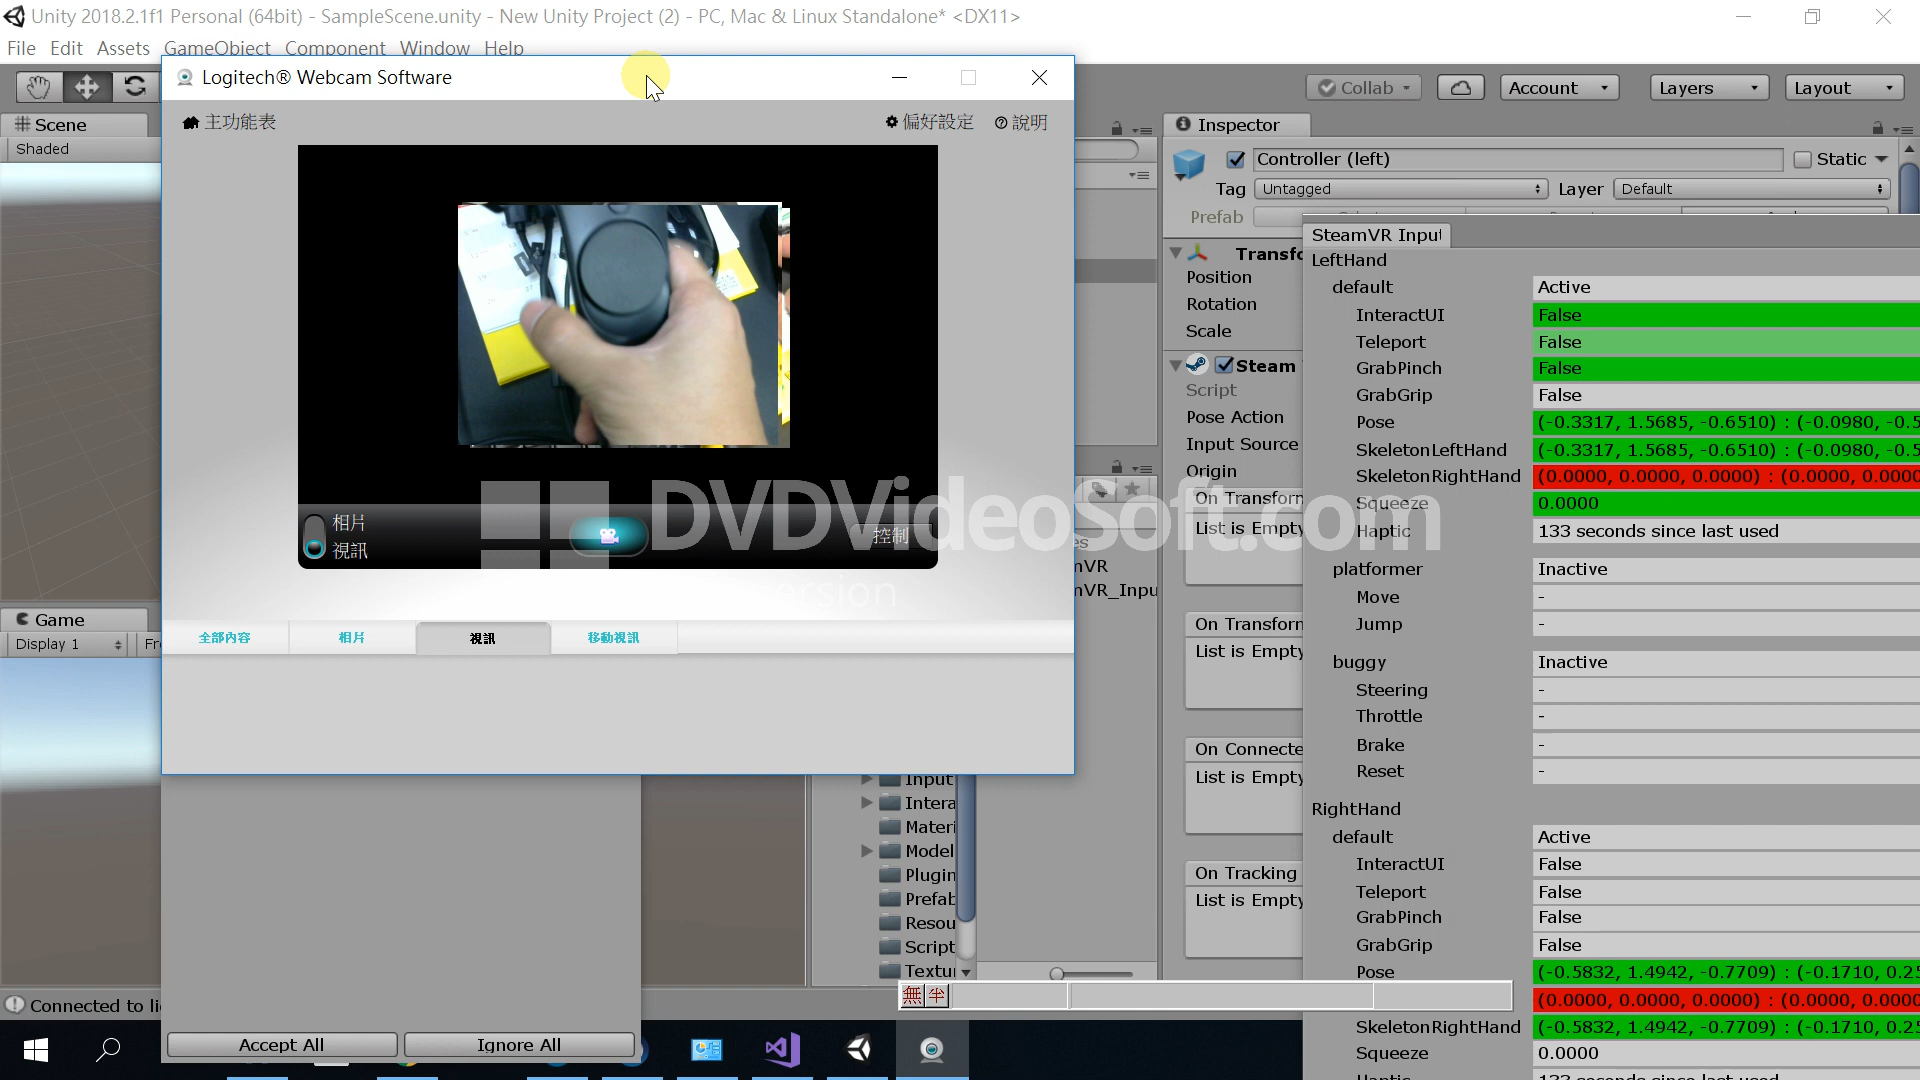 Unity 2018.2.1f1 Personal (64bit) - SampleScene.unity - New Unity Project (2) - PC, Mac & Linux Standalone* <DX11>
File Edit Assets GameObject Component Window Help
Logitech® Webcam Software
主功能表
偏好設定
說明
相片
視訊
控制
全部內容
相片
視訊
移動視訊
Collab
Account
Layers
Layout
Scene
Shaded
Game
Display 1
Inspector
Controller (left)
Static
Tag Untagged Layer Default
Prefab
Position
Rotation
Scale
Steam
Script
Pose Action
Input Source
Origin
List is Empty
List is Empty
On Connecte
List is Empty
On Tracking
List is Empty
SteamVR Input
LeftHand
default Active
InteractUI False
Teleport False
GrabPinch False
GrabGrip False
Pose (-0.3317, 1.5685, -0.6510) : (-0.0980, -0.5
SkeletonLeftHand (-0.3317, 1.5685, -0.6510) : (-0.0980, -0.5
SkeletonRightHand (0.0000, 0.0000, 0.0000) : (0.0000, 0.0000
Squeeze 0.0000
Haptic 133 seconds since last used
platformer Inactive
Move -
Jump -
buggy Inactive
Steering -
Throttle -
Brake -
Reset -
RightHand
default Active
InteractUI False
Teleport False
GrabPinch False
GrabGrip False
Pose (-0.5832, 1.4942, -0.7709) : (-0.1710, 0.25
(0.0000, 0.0000, 0.0000) : (0.0000, 0.0000
SkeletonRightHand (-0.5832, 1.4942, -0.7709) : (-0.1710, 0.25
Squeeze 0.0000
DVDVideoSoft.com
ersion
mVR
mVR_Inpu
Input
Intera
Materi
Model
Plugin
Prefab
Resou
Script
Textu
無 半
Connected to li
Accept All
Ignore All